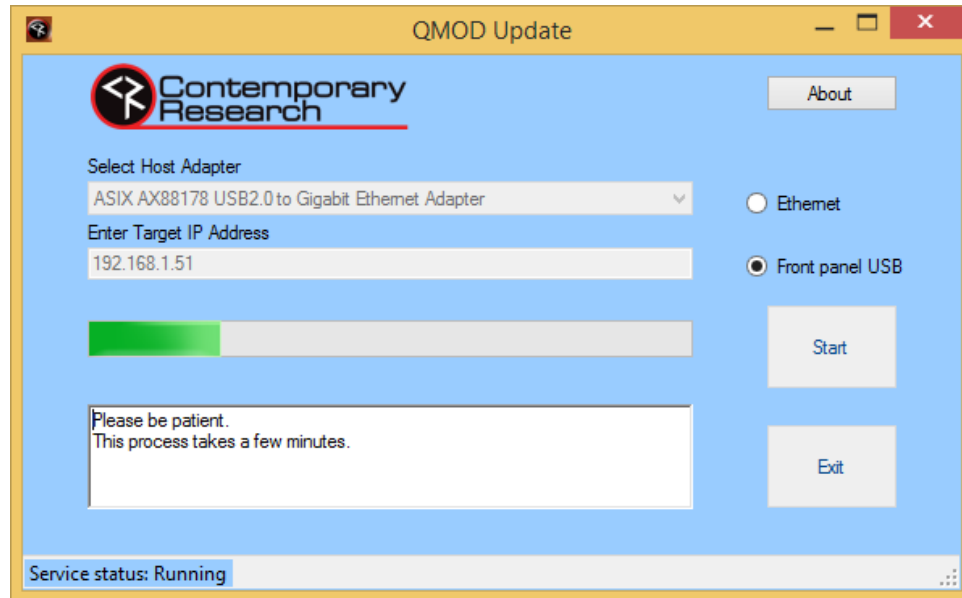 QMOD Update
Contemporary
Research
About
Select Host Adapter
ASIX AX88178 USB2.0 to Gigabit Ethernet Adapter
Ethernet
Enter Target IP Address
192.168.1.51
Front panel USB
Start
Please be patient.
This process takes a few minutes.
Exit
Service status: Running